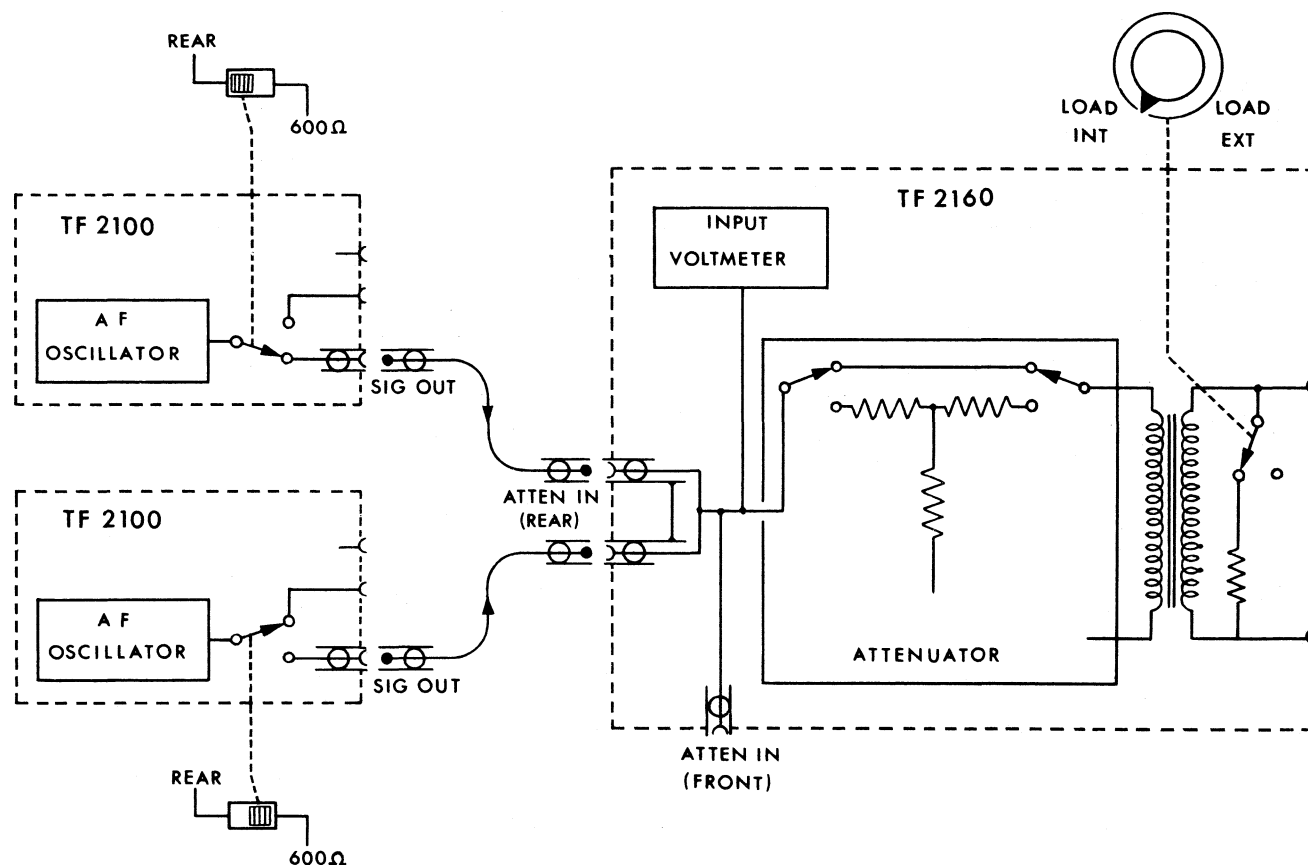 REAR
600Ω
TF 2100
A F
OSCILLATOR
SIG OUT
LOAD
INT
LOAD
EXT
TF 2160
INPUT
VOLTMETER
ATTEN IN
(REAR)
TF 2100
A F
OSCILLATOR
SIG OUT
ATTENUATOR
ATTEN IN
(FRONT)
REAR
600Ω